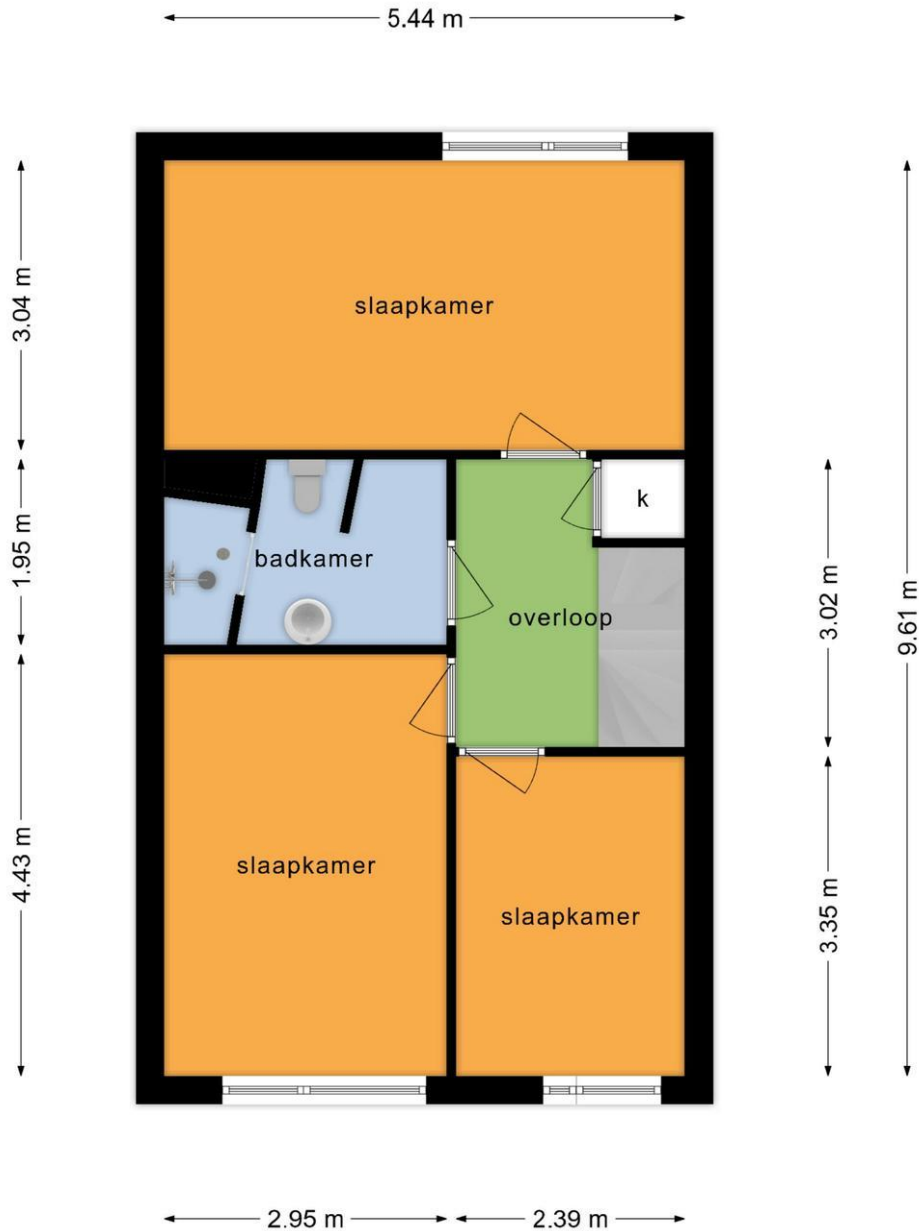 5.44 m
3.04 m
slaapkamer
k
1.95 m
badkamer
overloop
3.02 m
9.61 m
4.43 m
slaapkamer
slaapkamer
3.35 m
2.95 m
2.39 m